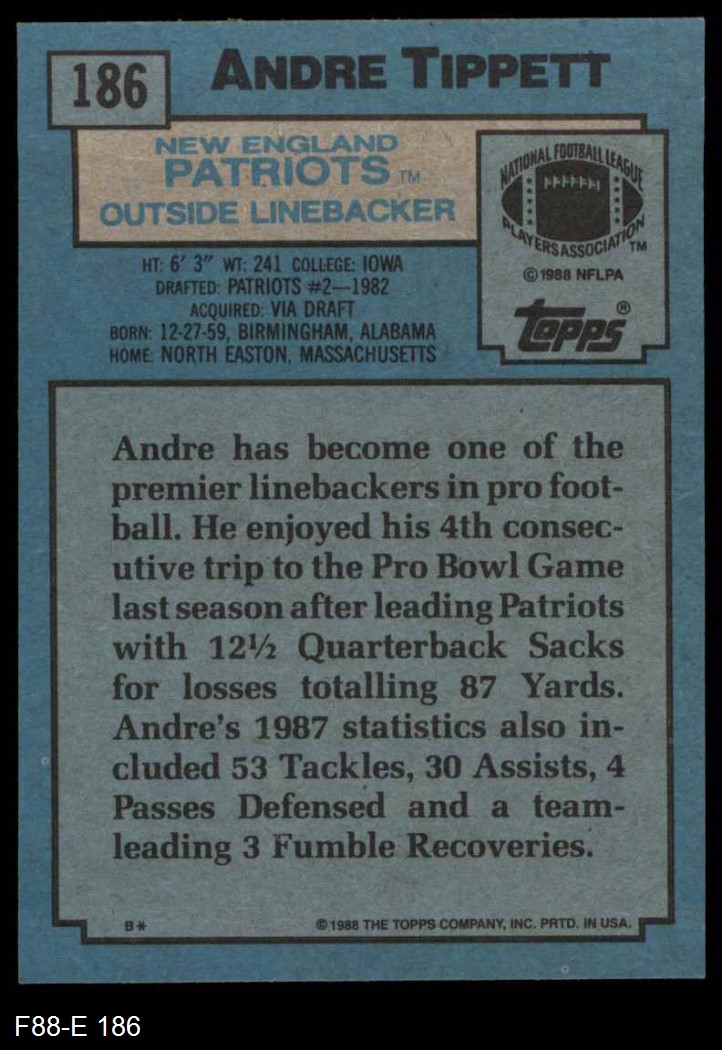 186
ANDRE TIPPETT
NEW ENGLAND
PATRIOTS TM
OUTSIDE LINEBACKER
NATIONAL FOOTBALL LEAGUE
PLAYERS ASSOCIATION TM
© 1988 NFLPA
topps®
HT: 6' 3" WT: 241 COLLEGE: IOWA
DRAFTED: PATRIOTS #2—1982
ACQUIRED: VIA DRAFT
BORN: 12-27-59, BIRMINGHAM, ALABAMA
HOME: NORTH EASTON, MASSACHUSETTS
Andre has become one of the
premier linebackers in pro foot-
ball. He enjoyed his 4th consec-
utive trip to the Pro Bowl Game
last season after leading Patriots
with 12½ Quarterback Sacks
for losses totalling 87 Yards.
Andre's 1987 statistics also in-
cluded 53 Tackles, 30 Assists, 4
Passes Defensed and a team-
leading 3 Fumble Recoveries.
B*
© 1988 THE TOPPS COMPANY, INC. PRTD. IN USA.
F88-E 186